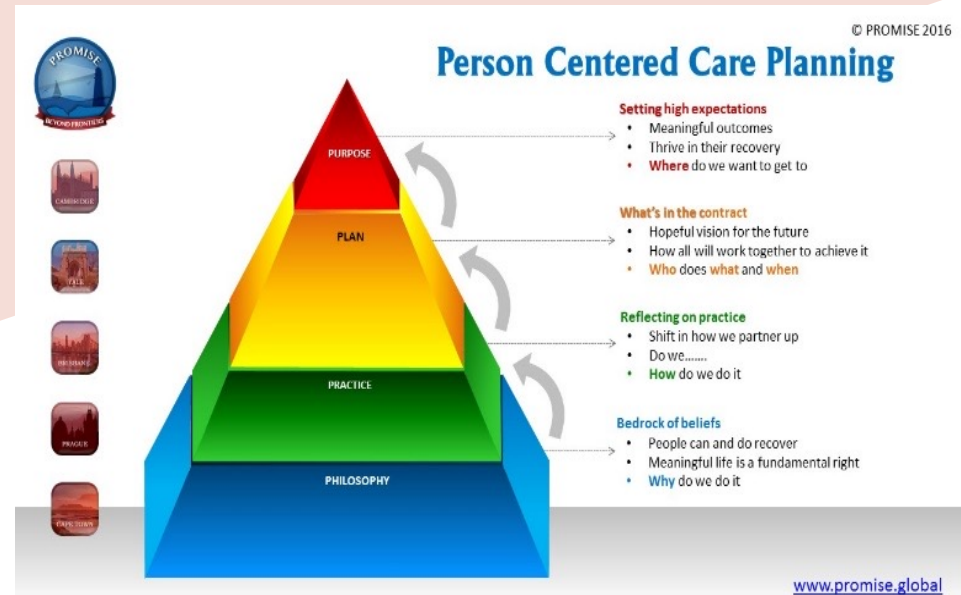 © PROMISE 2016
Person Centered Care Planning
PROMISE
BEYOND FRONTIERS
CAMBRIDGE
YALE
BRISBANE
PRAGUE
CAPE TOWN
PURPOSE
PLAN
PRACTICE
PHILOSOPHY
Setting high expectations
• Meaningful outcomes
• Thrive in their recovery
• Where do we want to get to
What's in the contract
• Hopeful vision for the future
• How all will work together to achieve it
• Who does what and when
Reflecting on practice
• Shift in how we partner up
• Do we.......
• How do we do it
Bedrock of beliefs
• People can and do recover
• Meaningful life is a fundamental right
• Why do we do it
www.promise.global